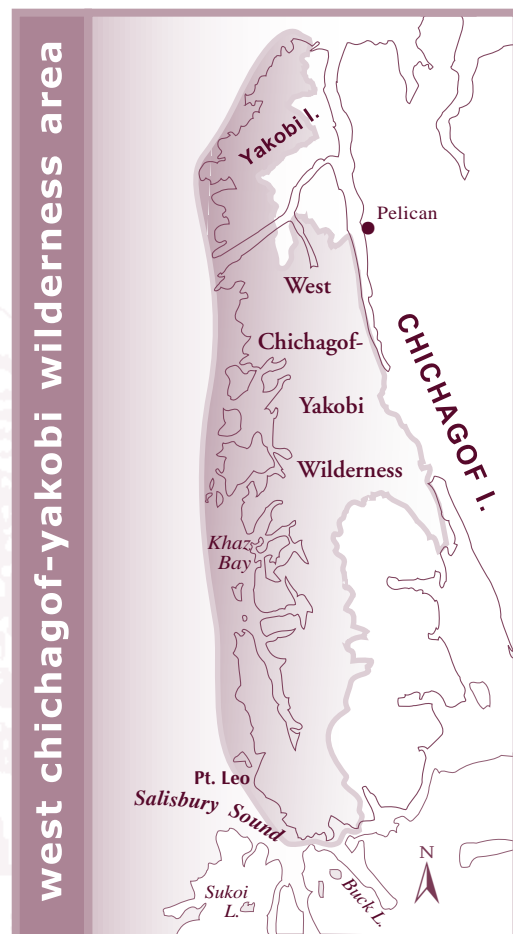 west chichagof-yakobi wilderness area
Yakobi I.
Pelican
West
Chichagof-
Yakobi
Wilderness
CHICHAGOF I.
Khaz
Bay
Pt. Leo
Salisbury Sound
N
Sukoi
L.
Buck L.